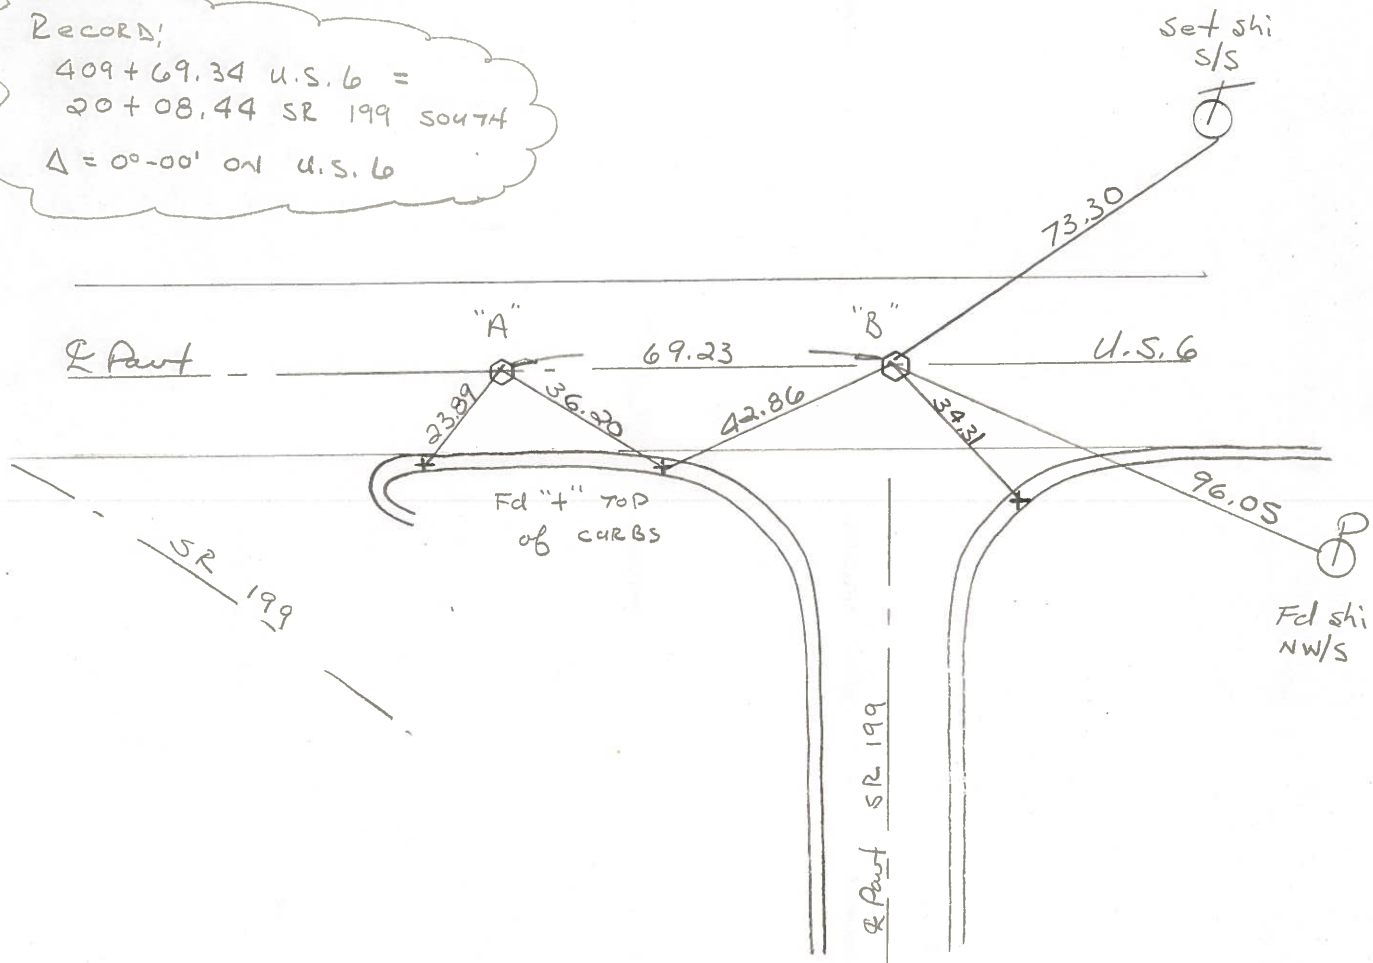 RECORD;
409+69.34 U.S. 6 =
20+08.44 SR 199 SOUTH
Δ = 0°-00' ON U.S. 6
Set shi
S/S
73.30
"A"
"B"
℄ Pavt
69.23
U.S. 6
23.89
36.20
42.86
34.31
96.05
Fd "+" TOP
of CURBS
SR 199
P
Fd shi
NW/S
℄ Pavt SR 199